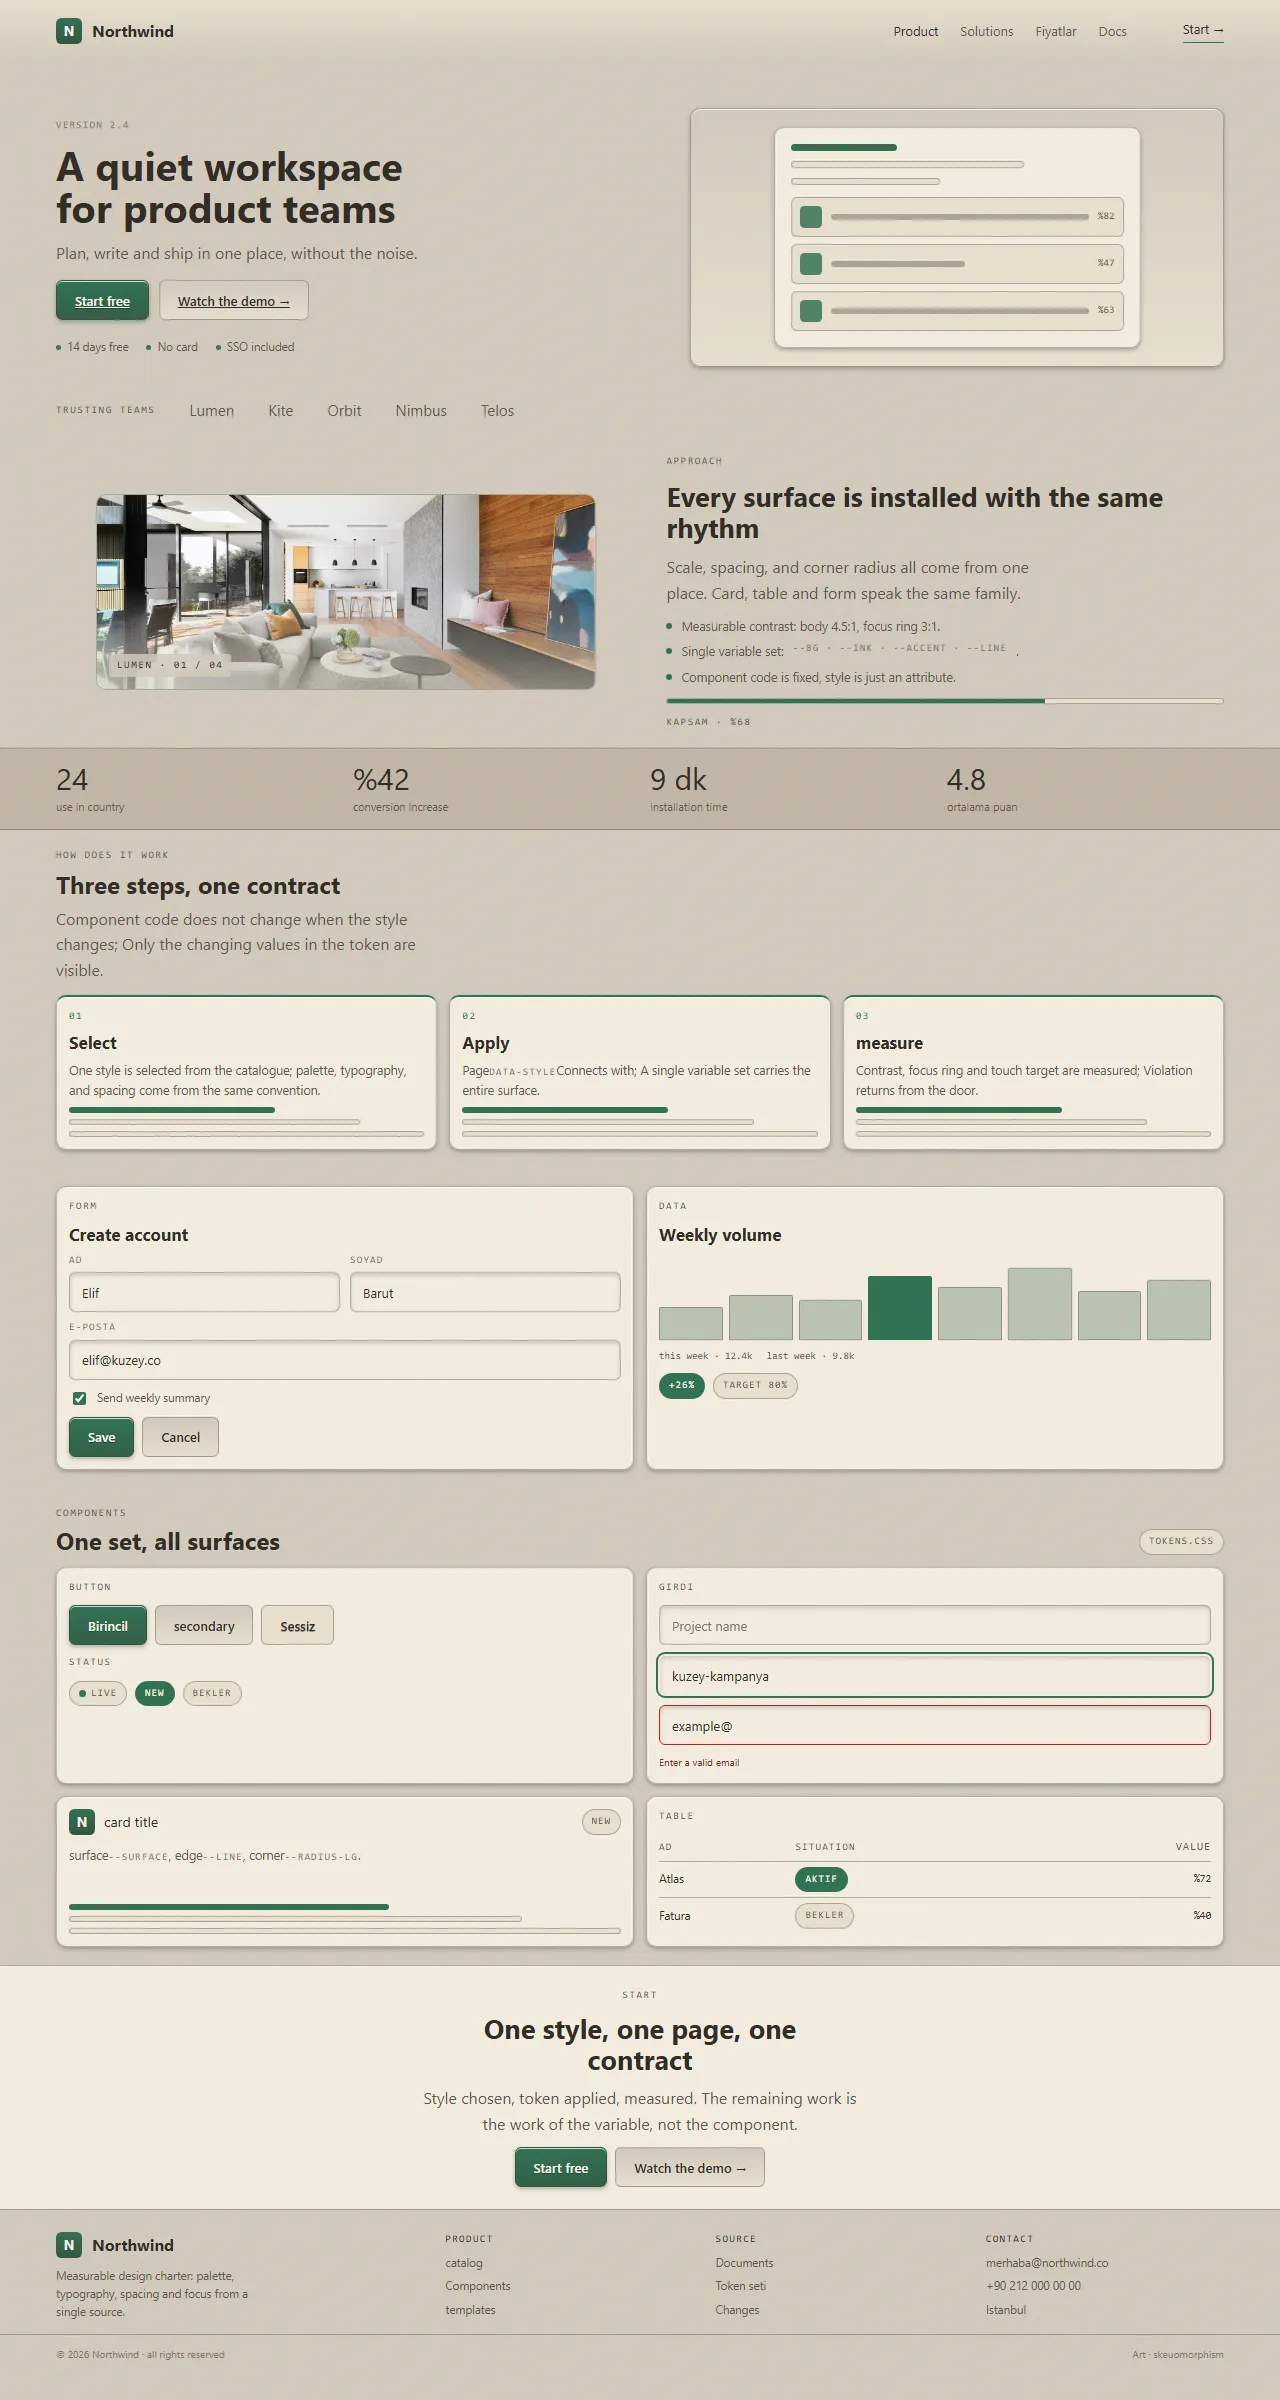 N Northwind
Product Solutions Fiyatlar Docs Start →
VERSION 2.4
A quiet workspace
for product teams
Plan, write and ship in one place, without the noise.
Start free Watch the demo →
14 days free No card SSO included
%82
%47
%63
TRUSTING TEAMS Lumen Kite Orbit Nimbus Telos
LUMEN · 01 / 04
APPROACH
Every surface is installed with the same
rhythm
Scale, spacing, and corner radius all come from one
place. Card, table and form speak the same family.
Measurable contrast: body 4.5:1, focus ring 3:1.
Single variable set: --BG · --INK · --ACCENT · --LINE .
Component code is fixed, style is just an attribute.
KAPSAM · %68
24 %42 9 dk 4.8
use in country conversion increase installation time ortalama puan
HOW DOES IT WORK
Three steps, one contract
Component code does not change when the style
changes; Only the changing values in the token are
visible.
01
Select
One style is selected from the catalogue; palette, typography,
and spacing come from the same convention.
02
Apply
PageDATA-STYLEConnects with; A single variable set carries the
entire surface.
03
measure
Contrast, focus ring and touch target are measured; Violation
returns from the door.
FORM
Create account
AD SOYAD
Elif Barut
E-POSTA
elif@kuzey.co
Send weekly summary
Save Cancel
DATA
Weekly volume
this week · 12.4k last week · 9.8k
+26% TARGET 80%
COMPONENTS
One set, all surfaces
TOKENS.CSS
BUTTON
Birincil secondary Sessiz
STATUS
LIVE NEW BEKLER
GIRDI
Project name
kuzey-kampanya
example@
Enter a valid email
N card title NEW
surface--SURFACE, edge--LINE, corner--RADIUS-LG.
TABLE
AD SITUATION VALUE
Atlas AKTIF %72
Fatura BEKLER %40
START
One style, one page, one
contract
Style chosen, token applied, measured. The remaining work is
the work of the variable, not the component.
Start free Watch the demo →
N Northwind
Measurable design charter: palette,
typography, spacing and focus from a
single source.
PRODUCT
catalog
Components
templates
SOURCE
Documents
Token seti
Changes
CONTACT
merhaba@northwind.co
+90 212 000 00 00
Istanbul
© 2026 Northwind · all rights reserved
Art · skeuomorphism